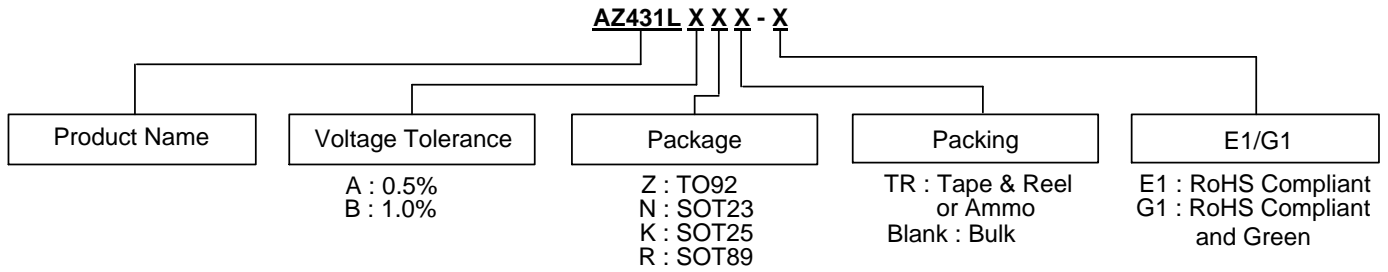 AZ431L X X X - X
Product Name
Voltage Tolerance
A : 0.5%
B : 1.0%
Package
Z : TO92
N : SOT23
K : SOT25
R : SOT89
Packing
TR : Tape & Reel
or Ammo
Blank : Bulk
E1/G1
E1 : RoHS Compliant
G1 : RoHS Compliant
and Green